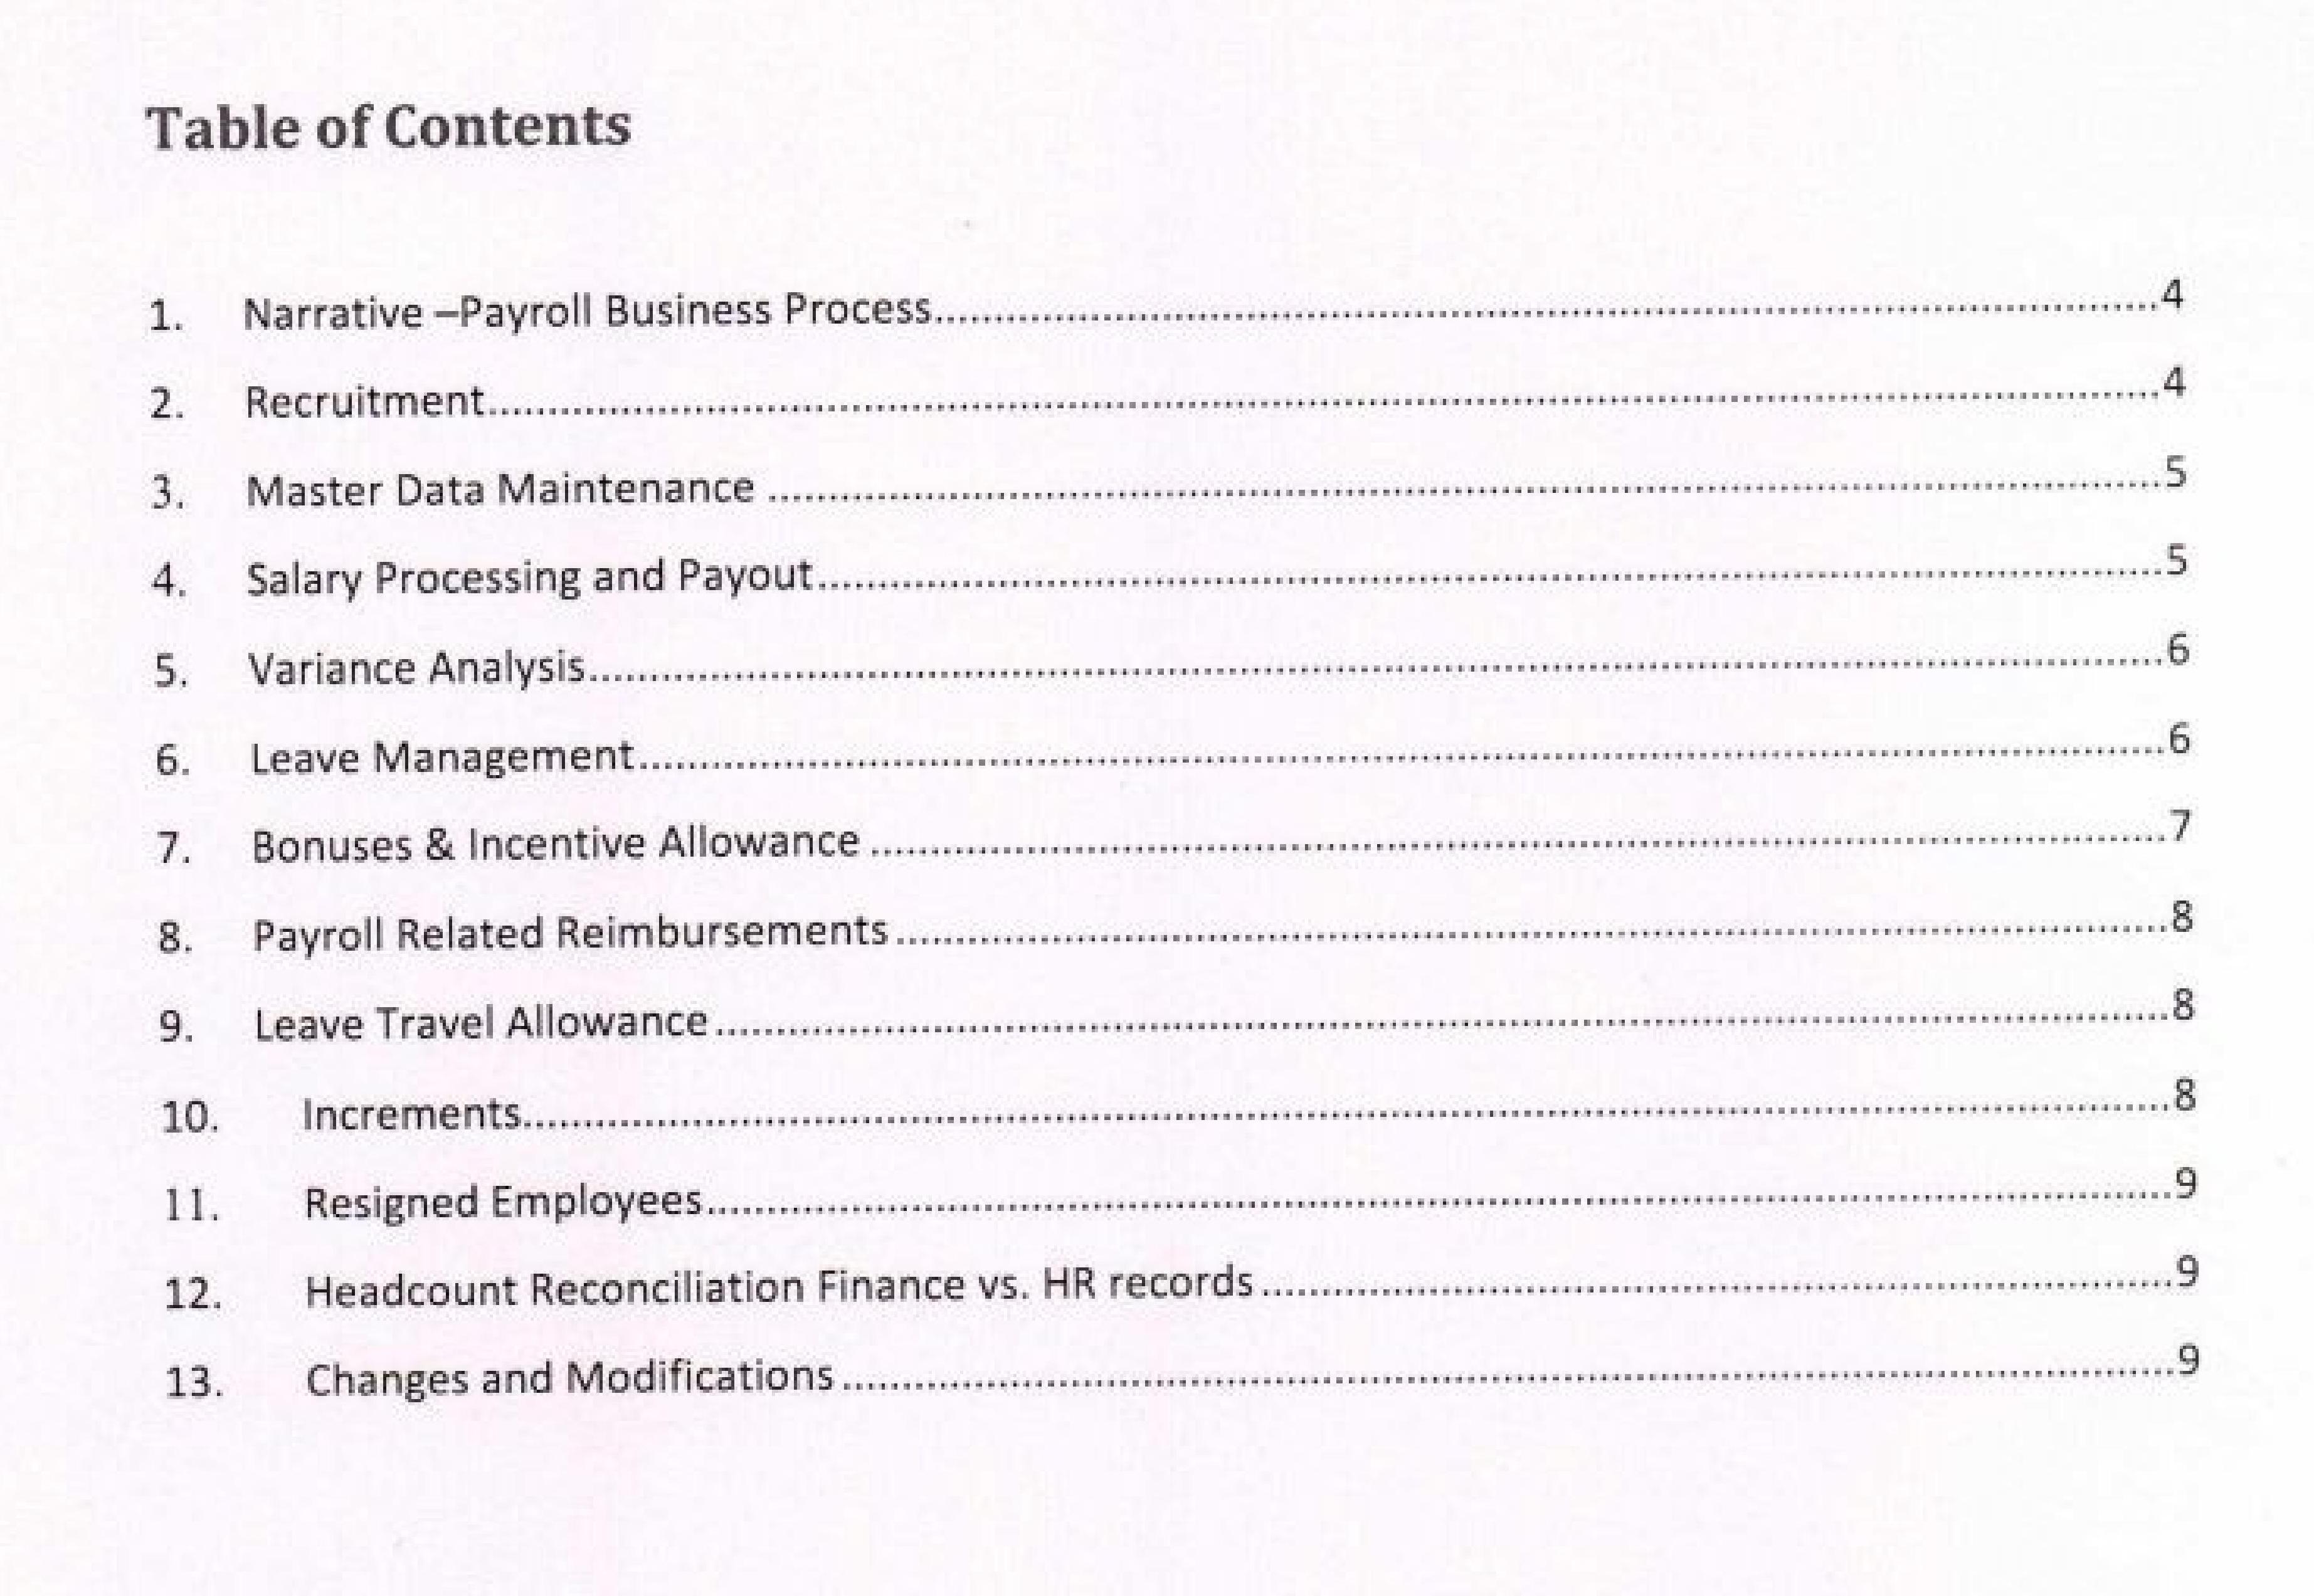 Table of Contents
1. Narrative –Payroll Business Process....................4
2. Recruitment....................4
3. Master Data Maintenance ....................5
4. Salary Processing and Payout....................5
5. Variance Analysis....................6
6. Leave Management....................6
7. Bonuses & Incentive Allowance ....................7
8. Payroll Related Reimbursements....................8
9. Leave Travel Allowance....................8
10. Increments....................8
11. Resigned Employees....................9
12. Headcount Reconciliation Finance vs. HR records....................9
13. Changes and Modifications....................9